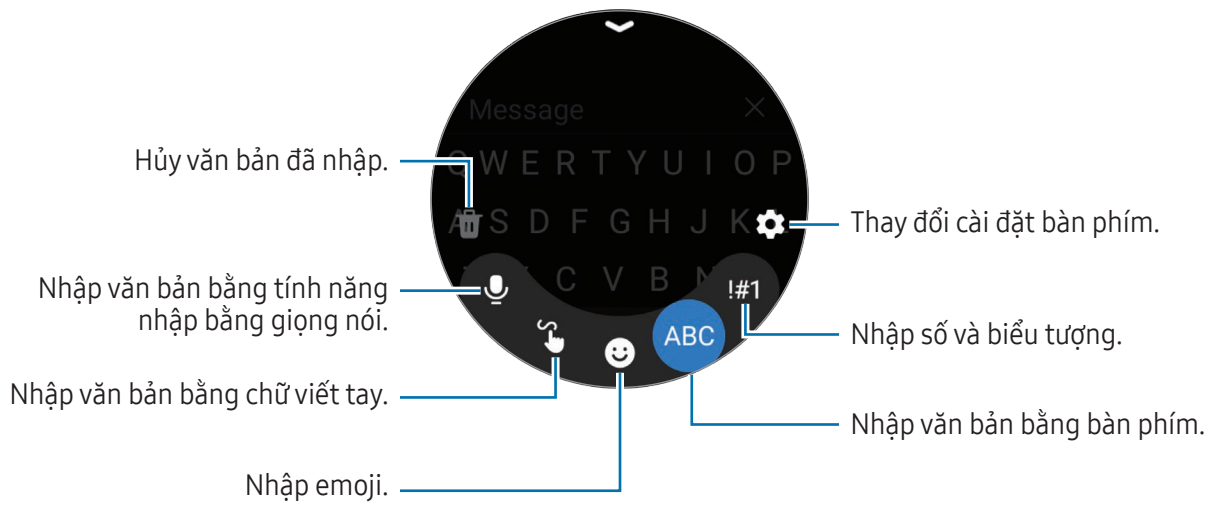 Message
Q W E R T Y U I O P
Hủy văn bản đã nhập.
A S D F G H J K
Thay đổi cài đặt bàn phím.
C V B N
Nhập văn bản bằng tính năng
nhập bằng giọng nói.
!#1
ABC
Nhập số và biểu tượng.
Nhập văn bản bằng chữ viết tay.
Nhập văn bản bằng bàn phím.
Nhập emoji.